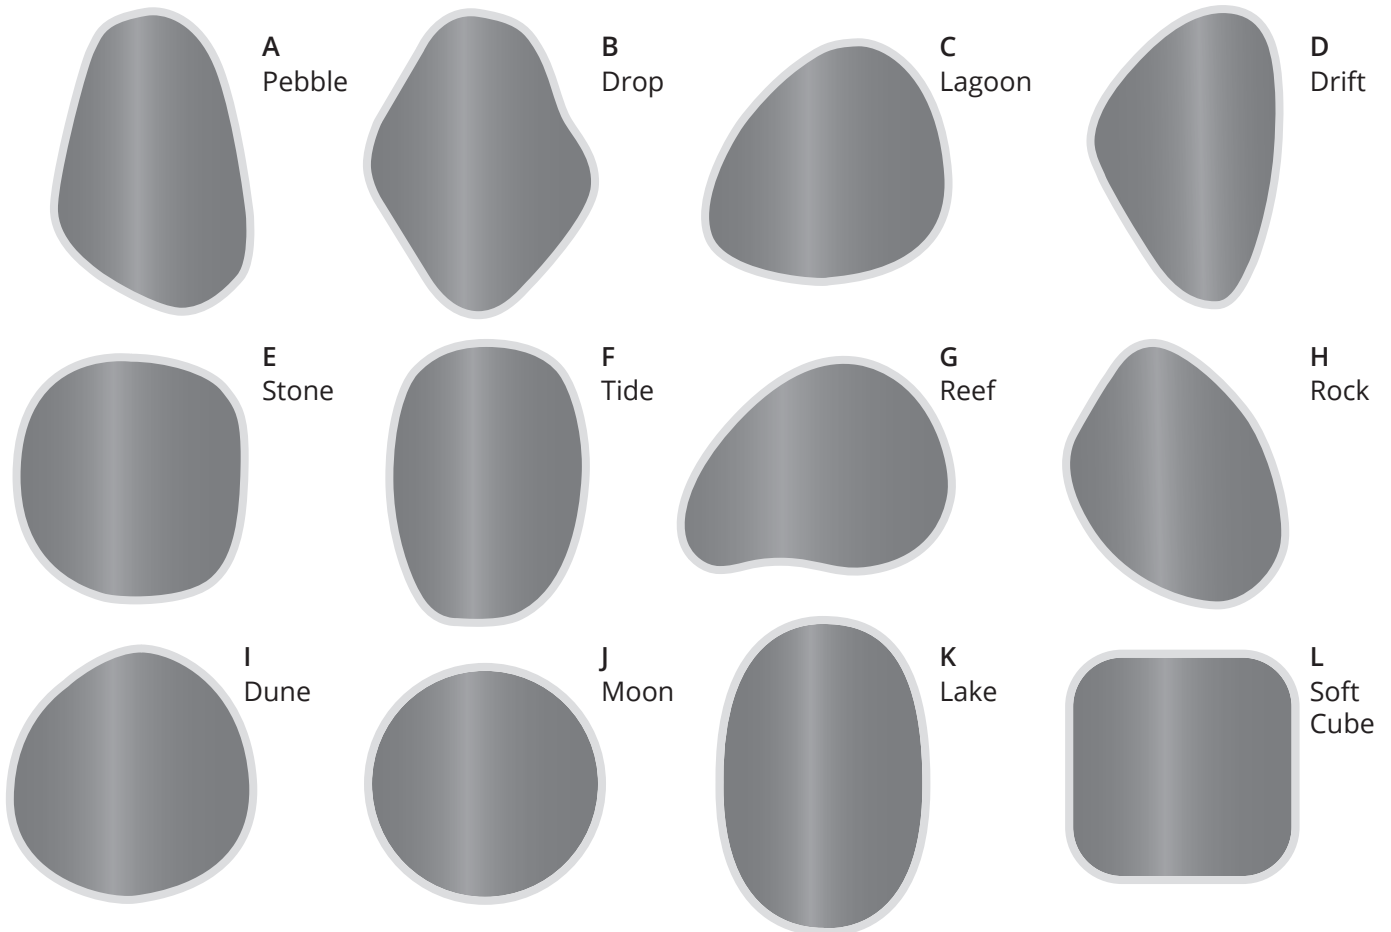 A
Pebble
B
Drop
C
Lagoon
D
Drift
E
Stone
F
Tide
G
Reef
H
Rock
I
Dune
J
Moon
K
Lake
L
Soft
Cube